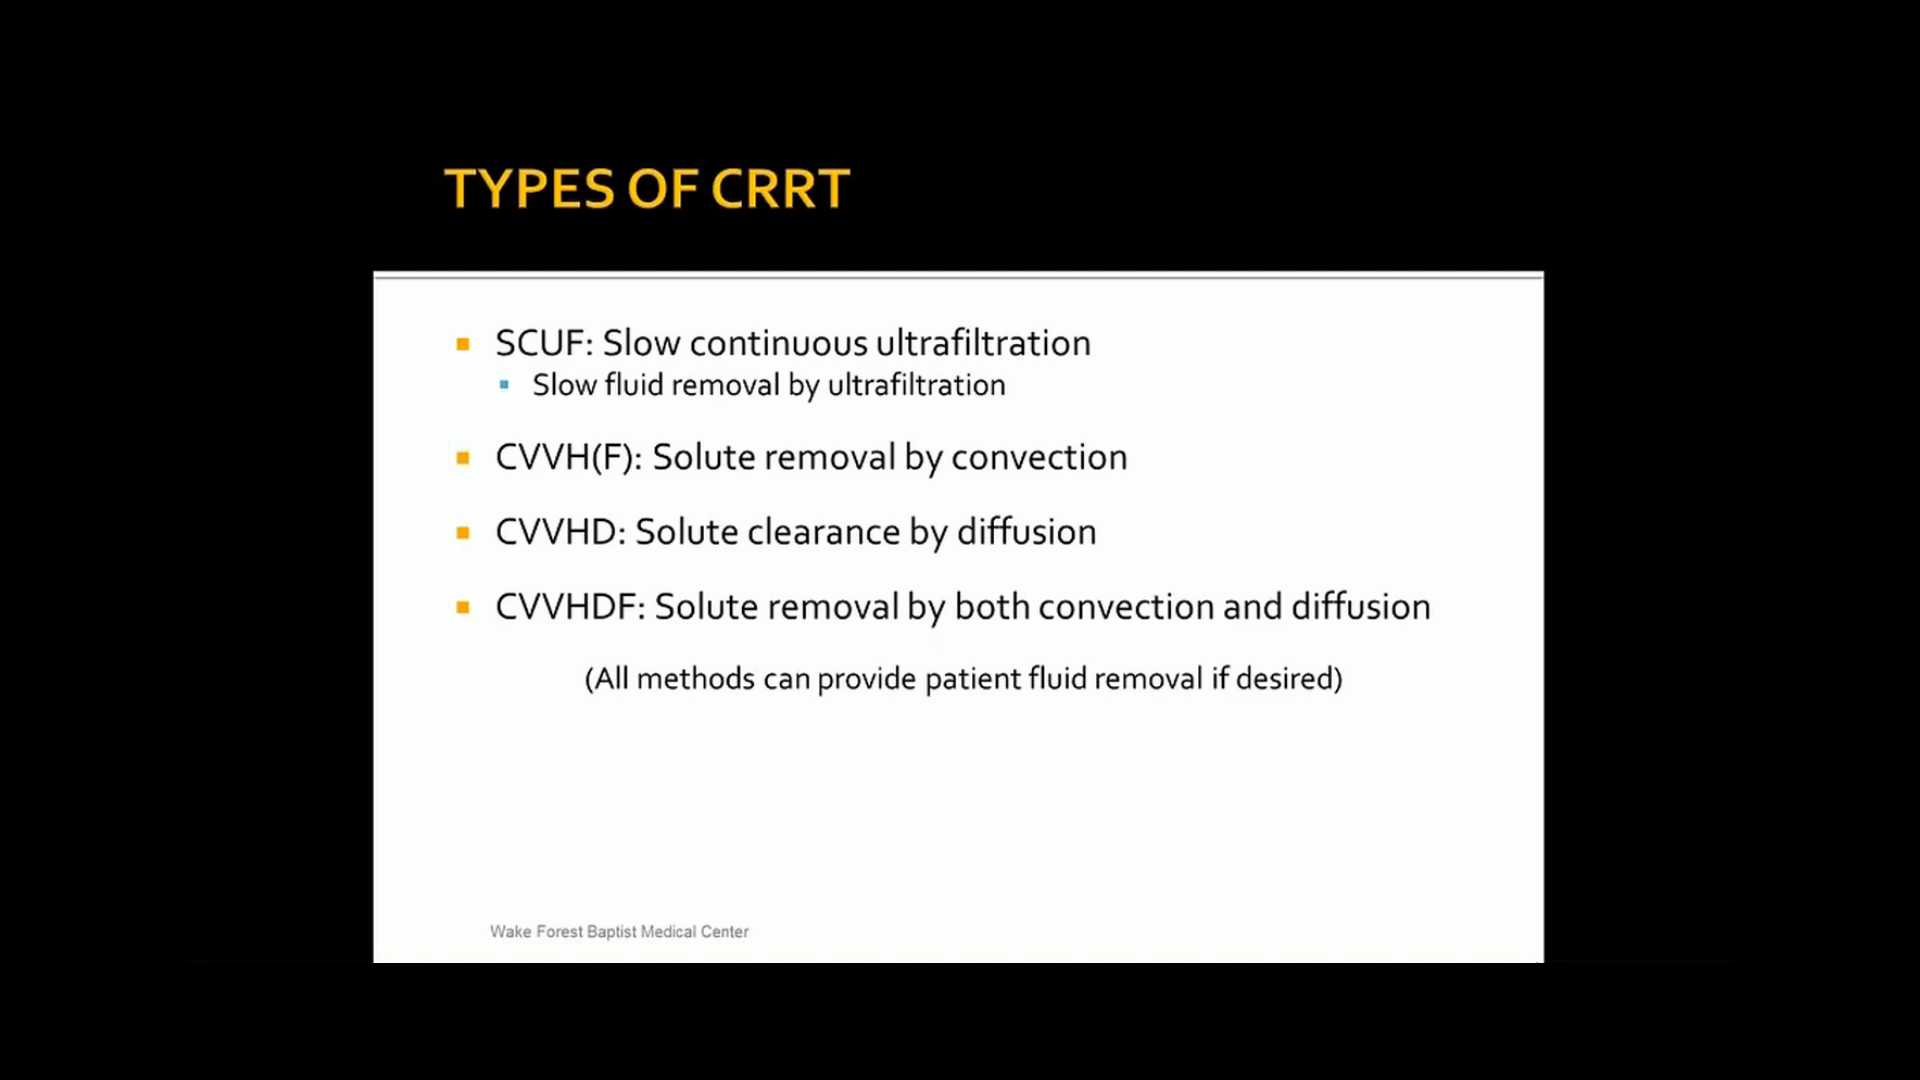 TYPES OF CRRT
SCUF: Slow continuous ultrafiltration
Slow fluid removal by ultrafiltration
CVVH(F): Solute removal by convection
CVVHD: Solute clearance by diffusion
CVVHDF: Solute removal by both convection and diffusion
(All methods can provide patient fluid removal if desired)
Wake Forest Baptist Medical Center